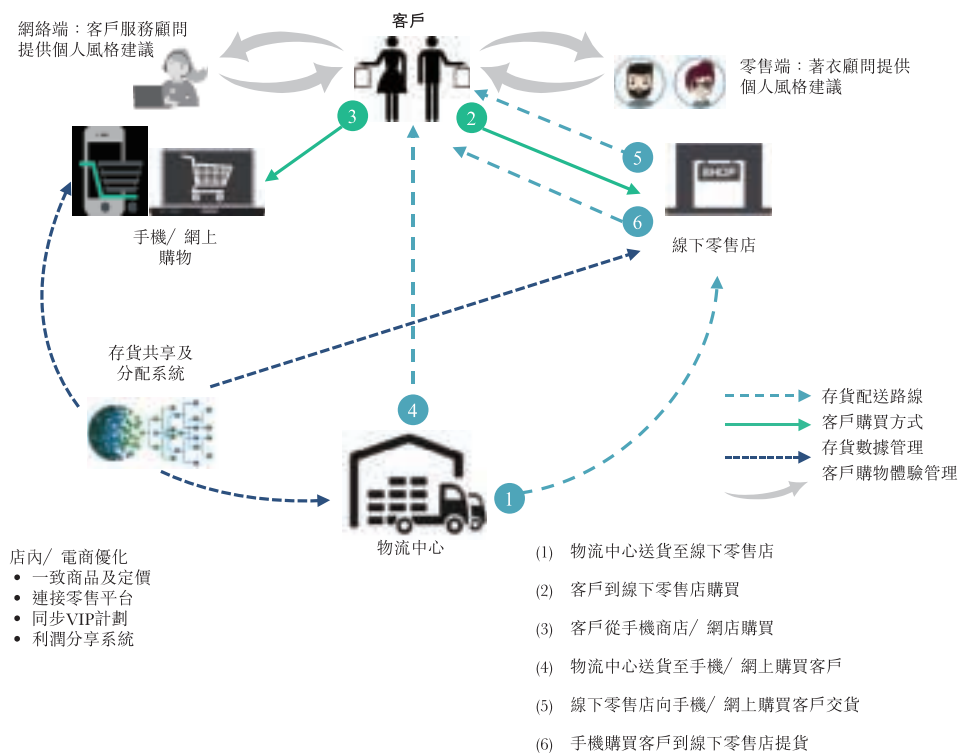 客戶
網絡端：客戶服務顧問
提供個人風格建議
零售端：著衣顧問提供
個人風格建議
3
2
5
6
SHOP
手機/ 網上
購物
線下零售店
存貨共享及
分配系統
4
1
物流中心
存貨配送路線
客戶購買方式
存貨數據管理
客戶購物體驗管理
店內/ 電商優化
• 一致商品及定價
• 連接零售平台
• 同步VIP計劃
• 利潤分享系統
(1) 物流中心送貨至線下零售店
(2) 客戶到線下零售店購買
(3) 客戶從手機商店/ 網店購買
(4) 物流中心送貨至手機/ 網上購買客戶
(5) 線下零售店向手機/ 網上購買客戶交貨
(6) 手機購買客戶到線下零售店提貨